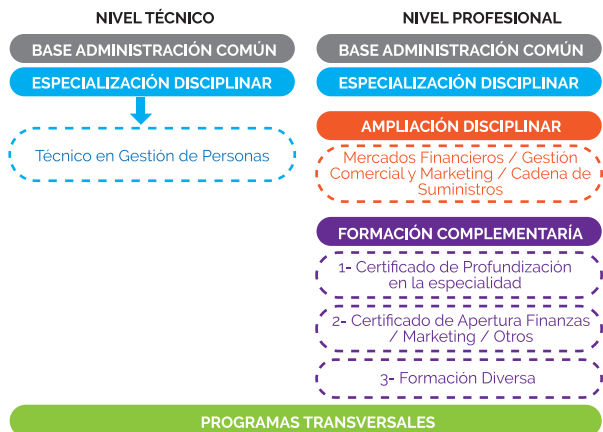 NIVEL TÉCNICO
BASE ADMINISTRACIÓN COMÚN
ESPECIALIZACIÓN DISCIPLINAR
Técnico en Gestión de Personas
NIVEL PROFESIONAL
BASE ADMINISTRACIÓN COMÚN
ESPECIALIZACIÓN DISCIPLINAR
AMPLIACIÓN DISCIPLINAR
Mercados Financieros / Gestión
Comercial y Marketing / Cadena de
Suministros
FORMACIÓN COMPLEMENTARÍA
1- Certificado de Profundización
en la especialidad
2- Certificado de Apertura Finanzas
/ Marketing / Otros
3- Formación Diversa
PROGRAMAS TRANSVERSALES